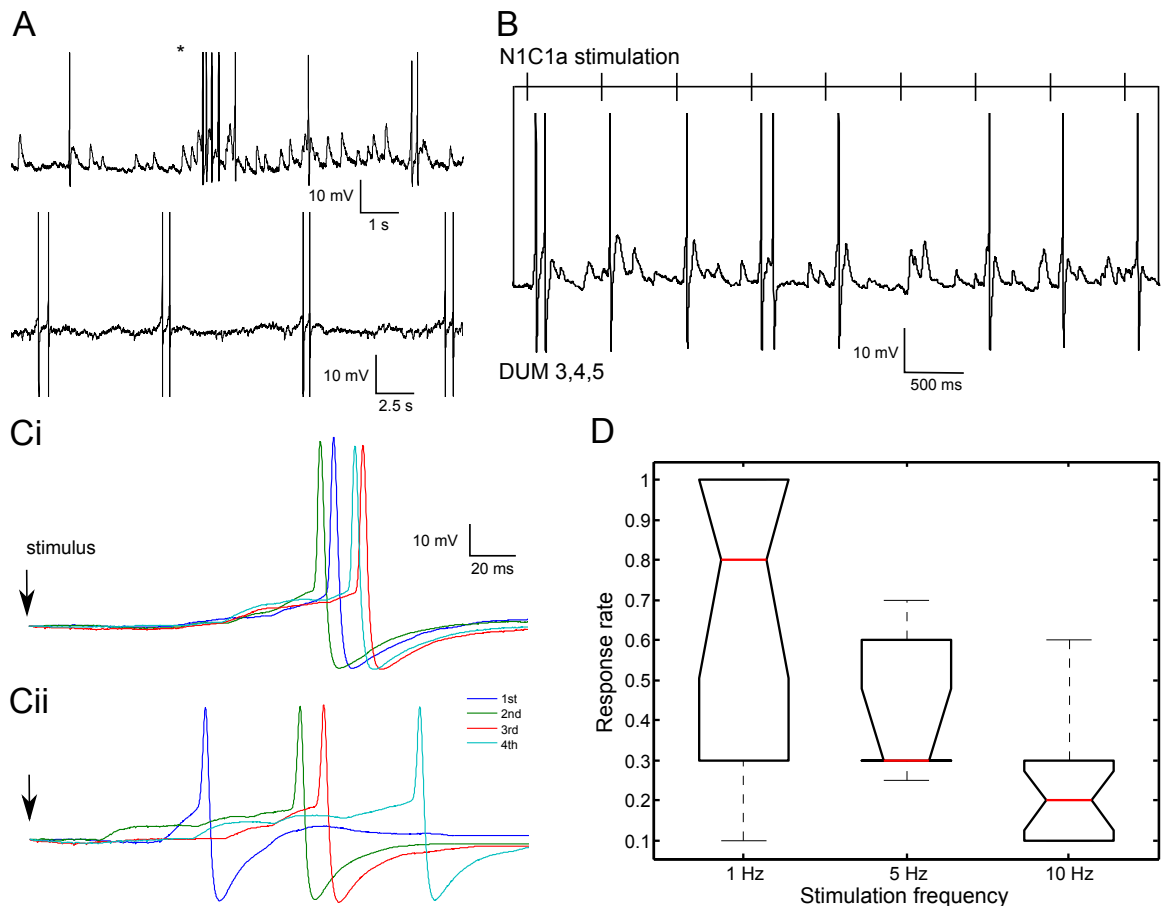 A
*
10 mV
1 s
10 mV
2.5 s
B
N1C1a stimulation
DUM 3,4,5
10 mV
500 ms
Ci
stimulus
10 mV
20 ms
Cii
1st
2nd
3rd
4th
D
Response rate
1
0.9
0.8
0.7
0.6
0.5
0.4
0.3
0.2
0.1
1 Hz
5 Hz
10 Hz
Stimulation frequency